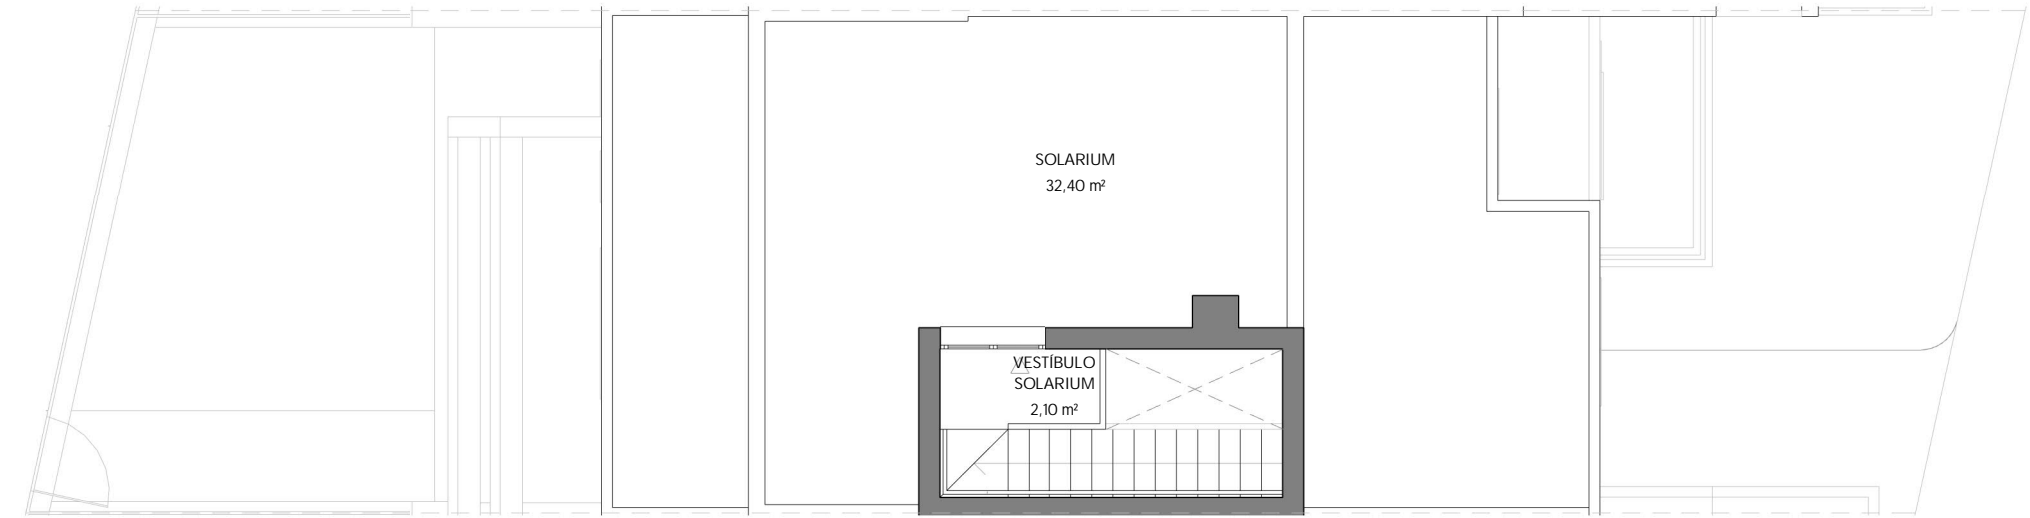 SOLARIUM
32,40 m²
VESTÍBULO
SOLARIUM
2,10 m²